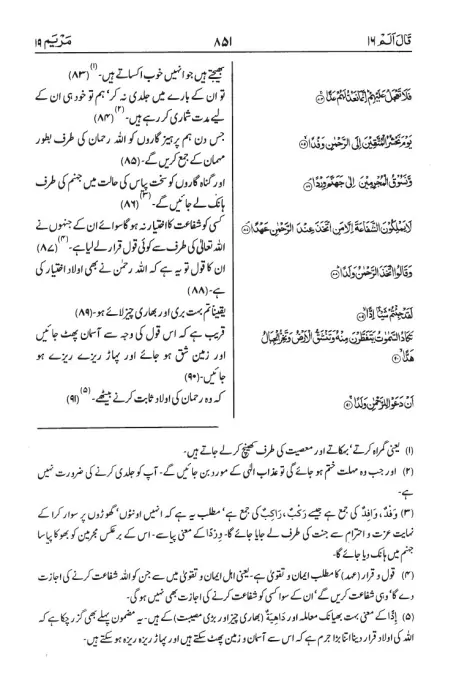 قَالَ أَلَمْ ١٦
٨٥١
مَرْيَم ١٩
بھیجتے ہیں جو انہیں خوب اکساتے ہیں۔(۱) (۸۳)
فَلَا تَعْجَلْ عَلَيْهِمْ إِنَّمَا نَعُدُّ لَهُمْ عَدًّا ۝
تو ان کے بارے میں جلدی نہ کر' ہم تو خود ہی ان کے
لیے مدت شماری کر رہے ہیں۔(۲) (۸۴)
يَوْمَ نَحْشُرُ الْمُتَّقِينَ إِلَى الرَّحْمَٰنِ وَفْدًا ۝
جس دن ہم پرہیزگاروں کو اللہ رحمان کی طرف بطور
مہمان کے جمع کریں گے۔(۸۵)
وَنَسُوقُ الْمُجْرِمِينَ إِلَىٰ جَهَنَّمَ وِرْدًا ۝
اور گناہ گاروں کو سخت پیاس کی حالت میں جہنم کی طرف
ہانک لے جائیں گے۔(۳) (۸۶)
لَا يَمْلِكُونَ الشَّفَاعَةَ إِلَّا مَنِ اتَّخَذَ عِنْدَ الرَّحْمَٰنِ عَهْدًا ۝
کسی کو شفاعت کا اختیار نہ ہو گا سوائے ان کے جنہوں نے
اللہ تعالیٰ کی طرف سے کوئی قول قرار لے لیا ہے۔(۴) (۸۷)
وَقَالُوا اتَّخَذَ الرَّحْمَٰنُ وَلَدًا ۝
ان کا قول تو یہ ہے کہ اللہ رحمٰن نے بھی اولاد اختیار کی
ہے۔(۸۸)
لَقَدْ جِئْتُمْ شَيْئًا إِدًّا ۝
یقیناً تم بہت بری اور بھاری چیز لائے ہو۔(۸۹)
تَكَادُ السَّمَٰوَٰتُ يَتَفَطَّرْنَ مِنْهُ وَتَنْشَقُّ الْأَرْضُ وَتَخِرُّ الْجِبَالُ
هَدًّا ۝
قریب ہے کہ اس قول کی وجہ سے آسمان پھٹ جائیں
اور زمین شق ہو جائے اور پہاڑ ریزے ریزے ہو
جائیں۔(۹۰)
أَنْ دَعَوْا لِلرَّحْمَٰنِ وَلَدًا ۝
کہ وہ رحمان کی اولاد ثابت کرنے بیٹھے۔(۵) (۹۱)
(۱) یعنی گمراہ کرتے' بہکاتے اور معصیت کی طرف کھینچ کر لے جاتے ہیں۔
(۲) اور جب وہ مہلت ختم ہو جائے گی تو عذاب الٰہی کے مورد بن جائیں گے۔ آپ کو جلدی کرنے کی ضرورت نہیں
ہے۔
(۳) وَفْدٌ، وَافِدٌ کی جمع ہے جیسے رَكْبٌ، رَاكِبٌ کی جمع ہے' مطلب یہ ہے کہ انہیں اونٹوں' گھوڑوں پر سوار کرا کے
نہایت عزت و احترام سے جنت کی طرف لے جایا جائے گا۔ وِرْدًا کے معنی پیاسے۔ اس کے برعکس مجرمین کو بھوکا پیاسا
جہنم میں ہانک دیا جائے گا۔
(۴) قول و قرار (عہد) کا مطلب ایمان و تقویٰ ہے۔ یعنی اہل ایمان و تقویٰ میں سے جن کو اللہ شفاعت کرنے کی اجازت
دے گا' وہی شفاعت کریں گے' ان کے سوا کسی کو شفاعت کرنے کی اجازت بھی نہیں ہو گی۔
(۵) إِدًّا کے معنی بہت بھیانک معاملہ اور دَاهِيَةٌ (بھاری چیز اور بڑی مصیبت) کے ہیں۔ یہ مضمون پہلے بھی گزر چکا ہے کہ
اللہ کی اولاد قرار دینا اتنا بڑا جرم ہے کہ اس سے آسمان و زمین پھٹ سکتے ہیں اور پہاڑ ریزہ ریزہ ہو سکتے ہیں۔